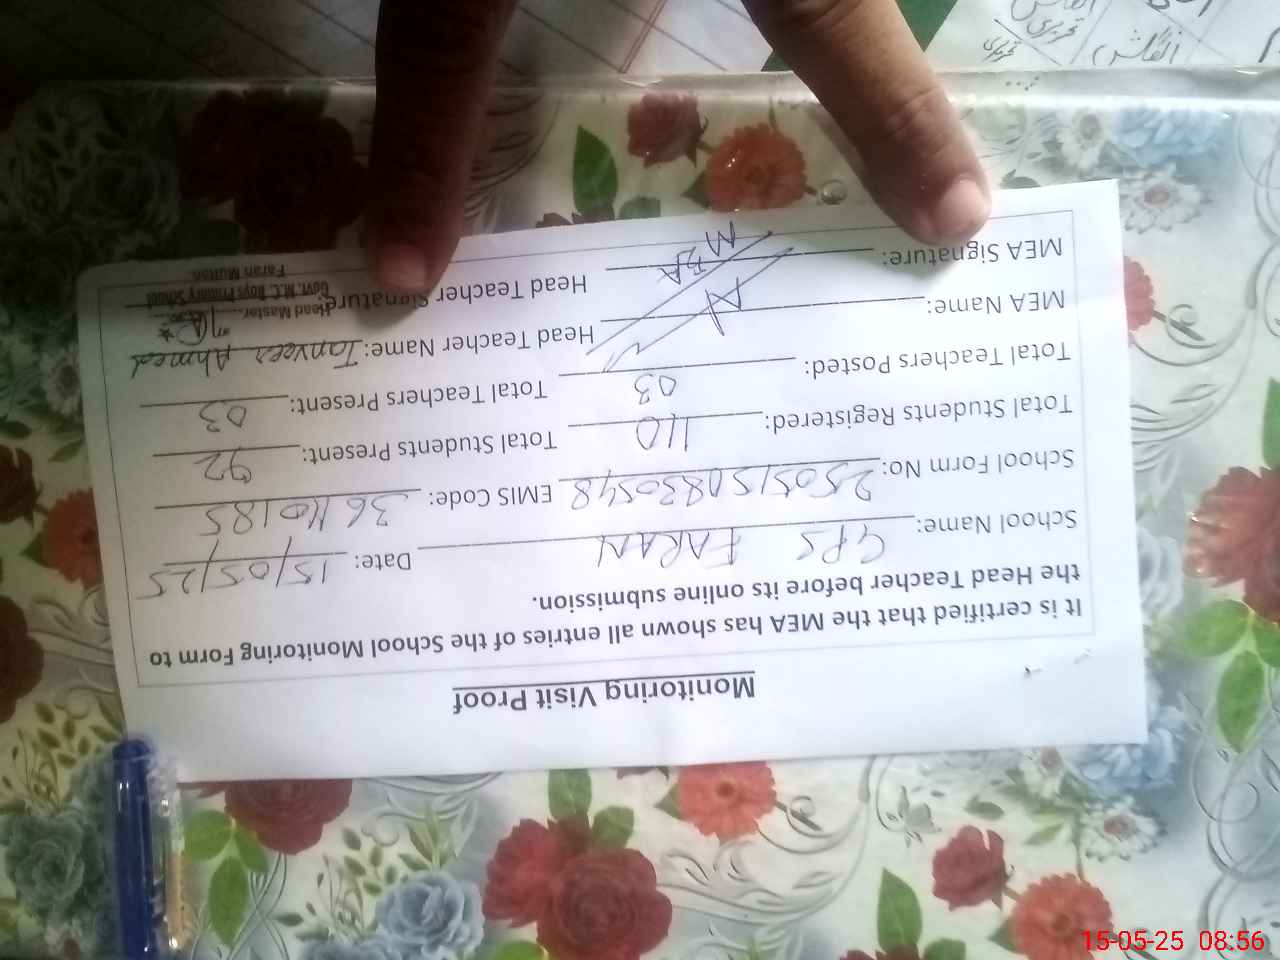 Monitoring Visit Proof
It is certified that the MEA has shown all entries of the School Monitoring Form to
the Head Teacher before its online submission.
School Name: GPS FARAN Date: 15/05/25
School Form No: 2505150830548 EMIS Code: 36110185
Total Students Registered: 110 Total Students Present: 92
Total Teachers Posted: 03 Total Teachers Present: 03
MEA Name: Head Teacher Name: Tanveer Ahmed
MEA Signature: Head Teacher Signature:
Head Master
Govt. M.C. Boys Primary School
Faran Multan.
15-05-25 08:56